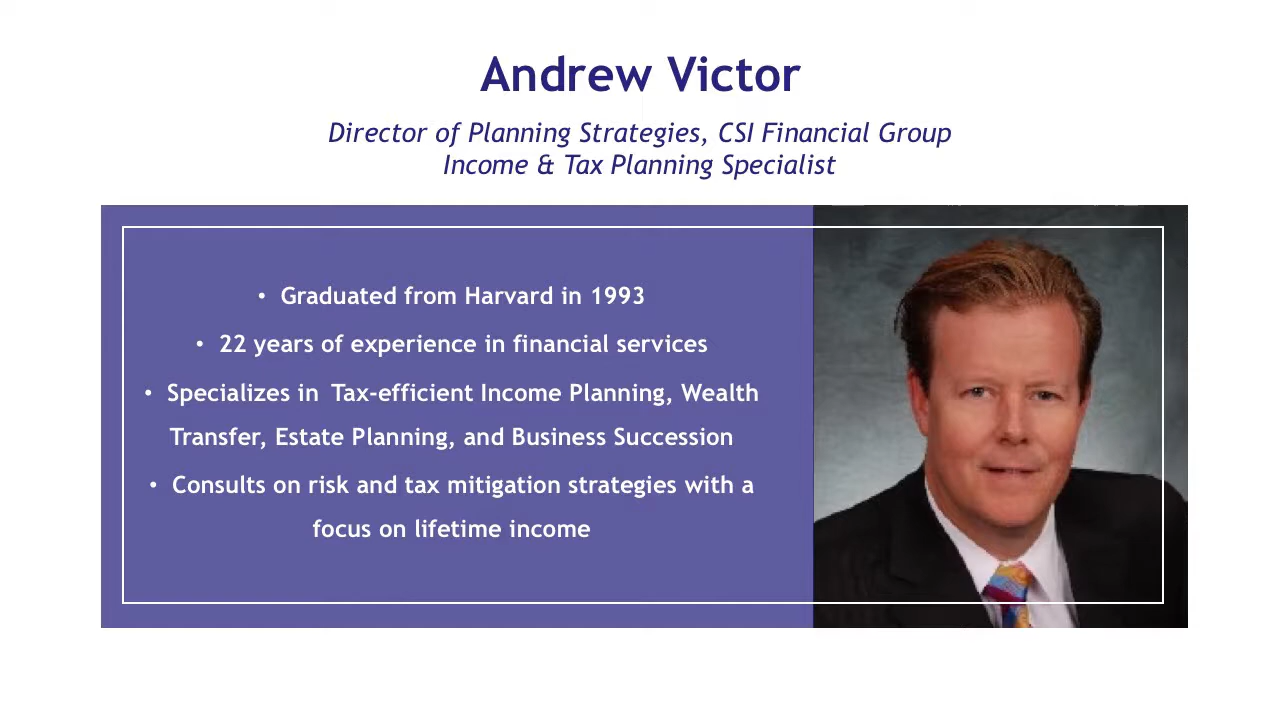 Andrew Victor
Director of Planning Strategies, CSI Financial Group
Income & Tax Planning Specialist
• Graduated from Harvard in 1993
• 22 years of experience in financial services
• Specializes in Tax-efficient Income Planning, Wealth
Transfer, Estate Planning, and Business Succession
• Consults on risk and tax mitigation strategies with a
focus on lifetime income